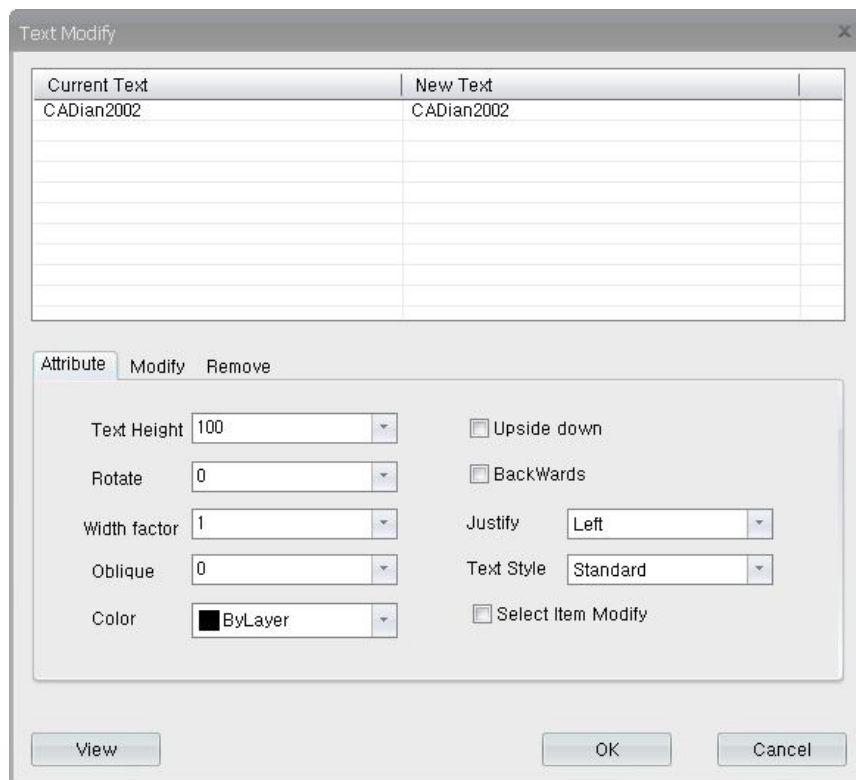 Text Modify
Current Text New Text
CADian2002 CADian2002
Attribute Modify Remove
Text Height 100 Upside down
Rotate 0 BackWards
Width factor 1 Justify Left
Oblique 0 Text Style Standard
Color ByLayer Select Item Modify
View OK Cancel